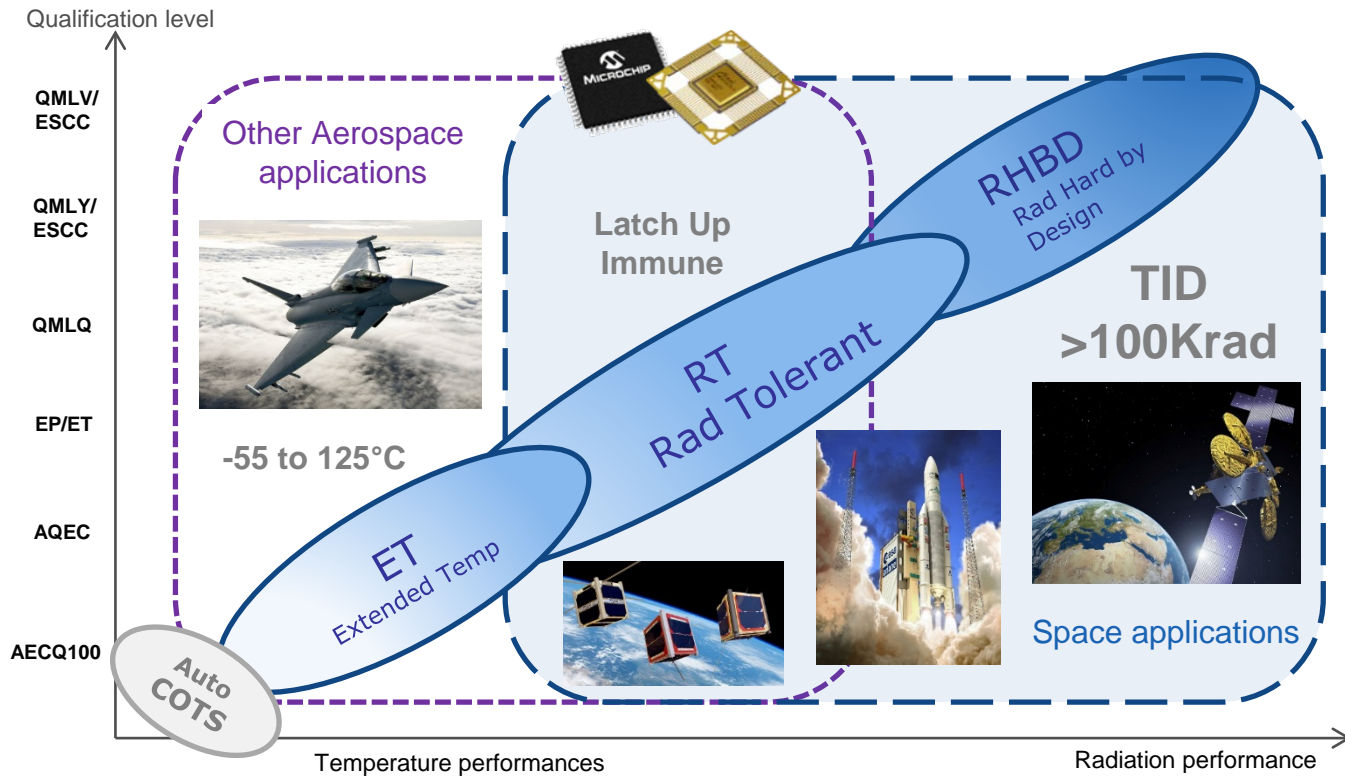 Qualification level
QMLV/
ESCC
QMLY/
ESCC
QMLQ
EP/ET
AQEC
AECQ100
Other Aerospace
applications
MICROCHIP
Latch Up
Immune
RHBD
Rad Hard by
Design
TID
>100Krad
RT
Rad Tolerant
-55 to 125°C
ET
Extended Temp
Space applications
Auto
COTS
Temperature performances
Radiation performance